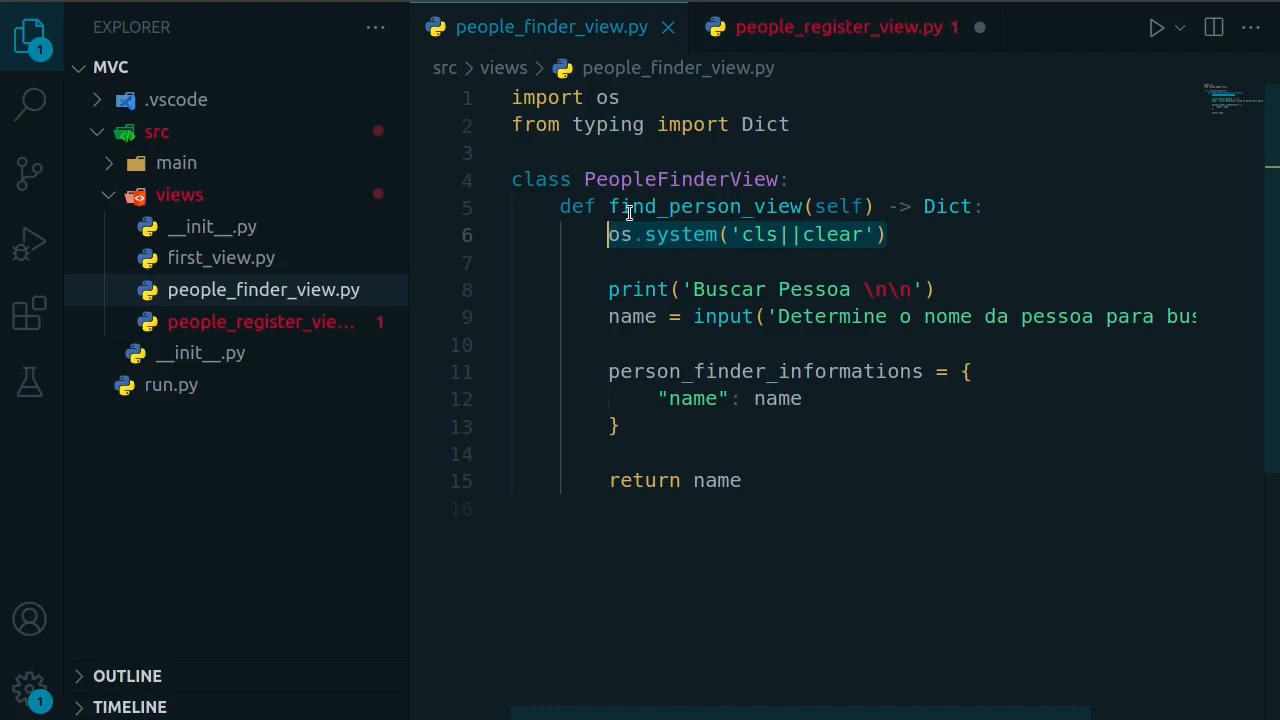 EXPLORER
MVC
.vscode
src
main
views
__init__.py
first_view.py
people_finder_view.py
people_register_vie... 1
__init__.py
run.py
OUTLINE
TIMELINE
1
1
people_finder_view.py
people_register_view.py 1
src > views > people_finder_view.py
1 import os
2 from typing import Dict
3
4 class PeopleFinderView:
5 def find_person_view(self) -> Dict:
6 os.system('cls||clear')
7
8 print('Buscar Pessoa \n\n')
9 name = input('Determine o nome da pessoa para bus
10
11 person_finder_informations = {
12 "name": name
13 }
14
15 return name
16